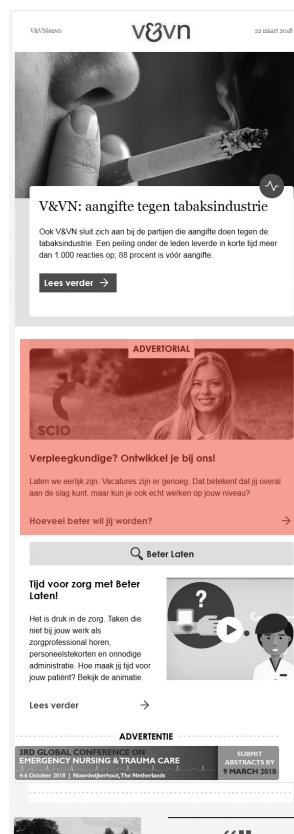 V&VNieuws
v&vn
22 maart 2018
V&VN: aangifte tegen tabaksindustrie
Ook V&VN sluit zich aan bij de partijen die aangifte doen tegen de
tabaksindustrie. Een peiling onder de leden leverde in korte tijd meer
dan 1.000 reacties op; 88 procent is vóór aangifte.
Lees verder →
ADVERTORIAL
SCIO
Verpleegkundige? Ontwikkel je bij ons!
Laten we eerlijk zijn. Vacatures zijn er genoeg. Dat betekent dat jij overal
aan de slag kunt, maar kun je ook echt werken op jouw niveau?
Hoeveel beter wil jij worden? →
Beter Laten
Tijd voor zorg met Beter
Laten!
Het is druk in de zorg. Taken die
niet bij jouw werk als
zorgprofessional horen,
personeelstekorten en onnodige
administratie. Hoe maak jij tijd voor
jouw patiënt? Bekijk de animatie.
?
Lees verder →
ADVERTENTIE
3RD GLOBAL CONFERENCE ON
EMERGENCY NURSING & TRAUMA CARE
4-6 October 2018 | Noordwijkerhout, The Netherlands
SUBMIT
ABSTRACTS BY
9 MARCH 2018